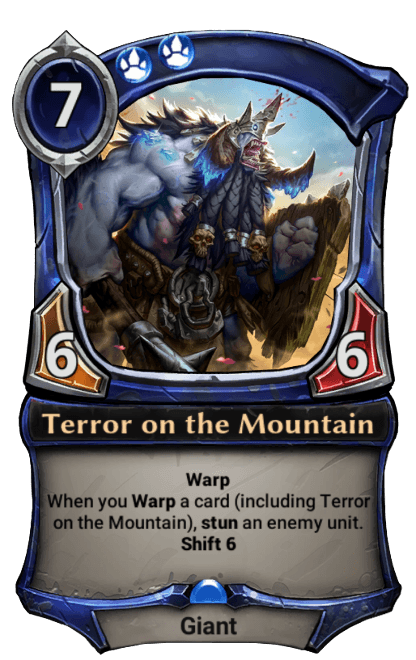 7
6
6
Terror on the Mountain
Warp
When you Warp a card (including Terror
on the Mountain), stun an enemy unit.
Shift 6
Giant